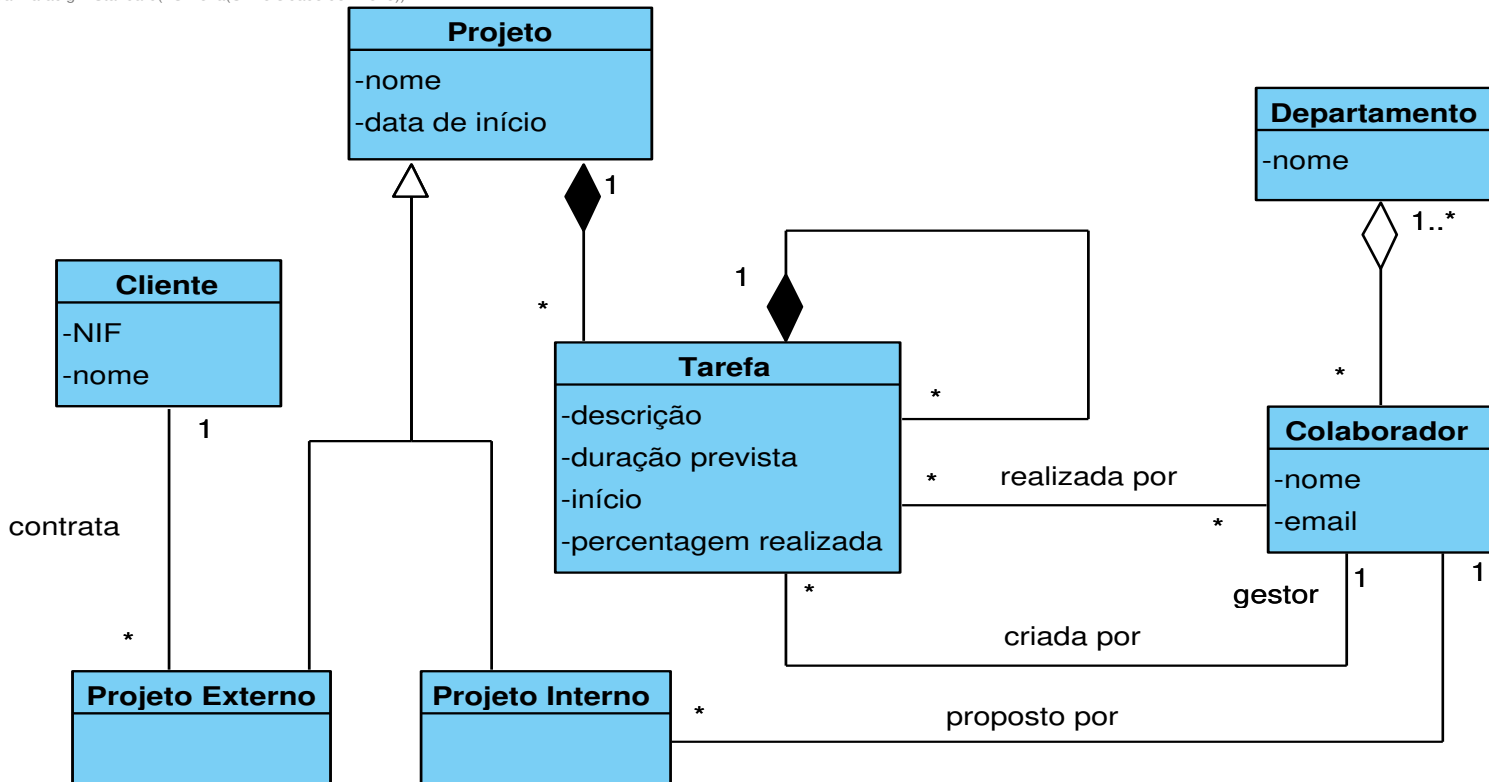 Projeto
-nome
-data de início
Departamento
-nome
1
1..*
Cliente
-NIF
-nome
1
*
1
*
Tarefa
-descrição
-duração prevista
-início
-percentagem realizada
*
*
realizada por
*
Colaborador
-nome
-email
contrata
*
*
criada por
gestor
1
1
Projeto Externo
Projeto Interno
*
proposto por